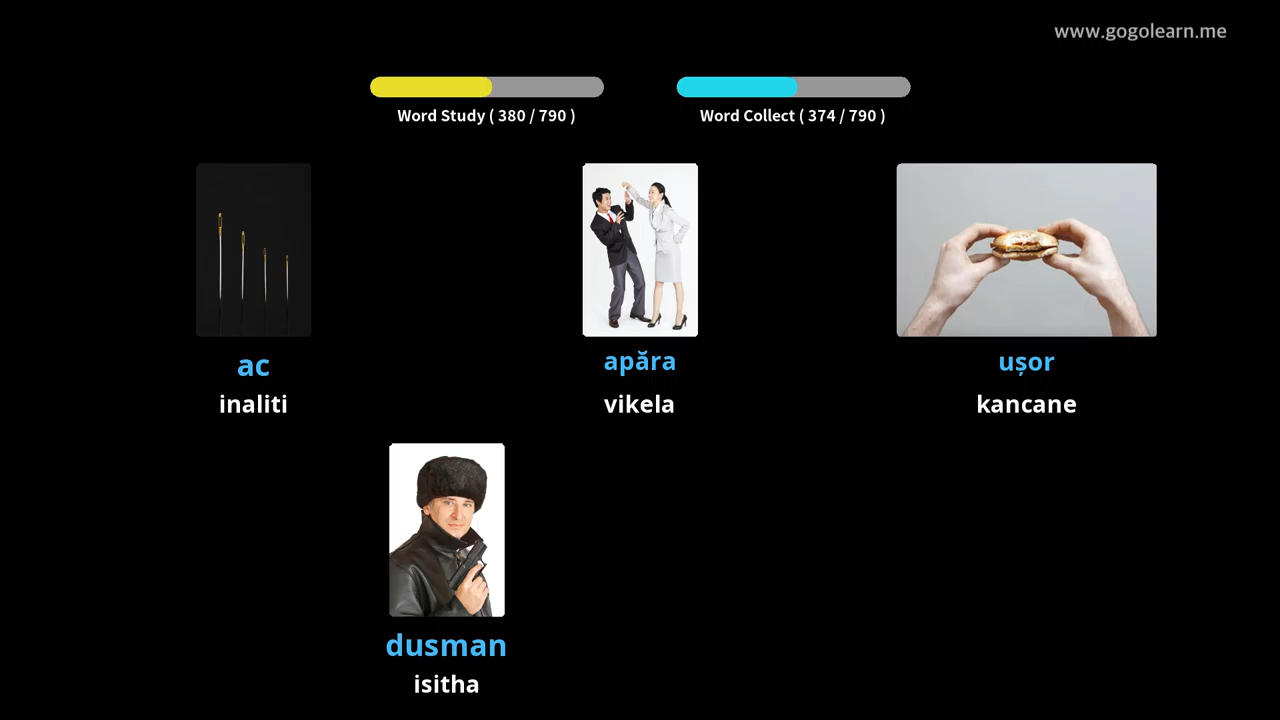 www.gogolearn.me
Word Study ( 380 / 790 )
Word Collect ( 374 / 790 )
ac
inaliti
apăra
vikela
ușor
kancane
dusman
isitha